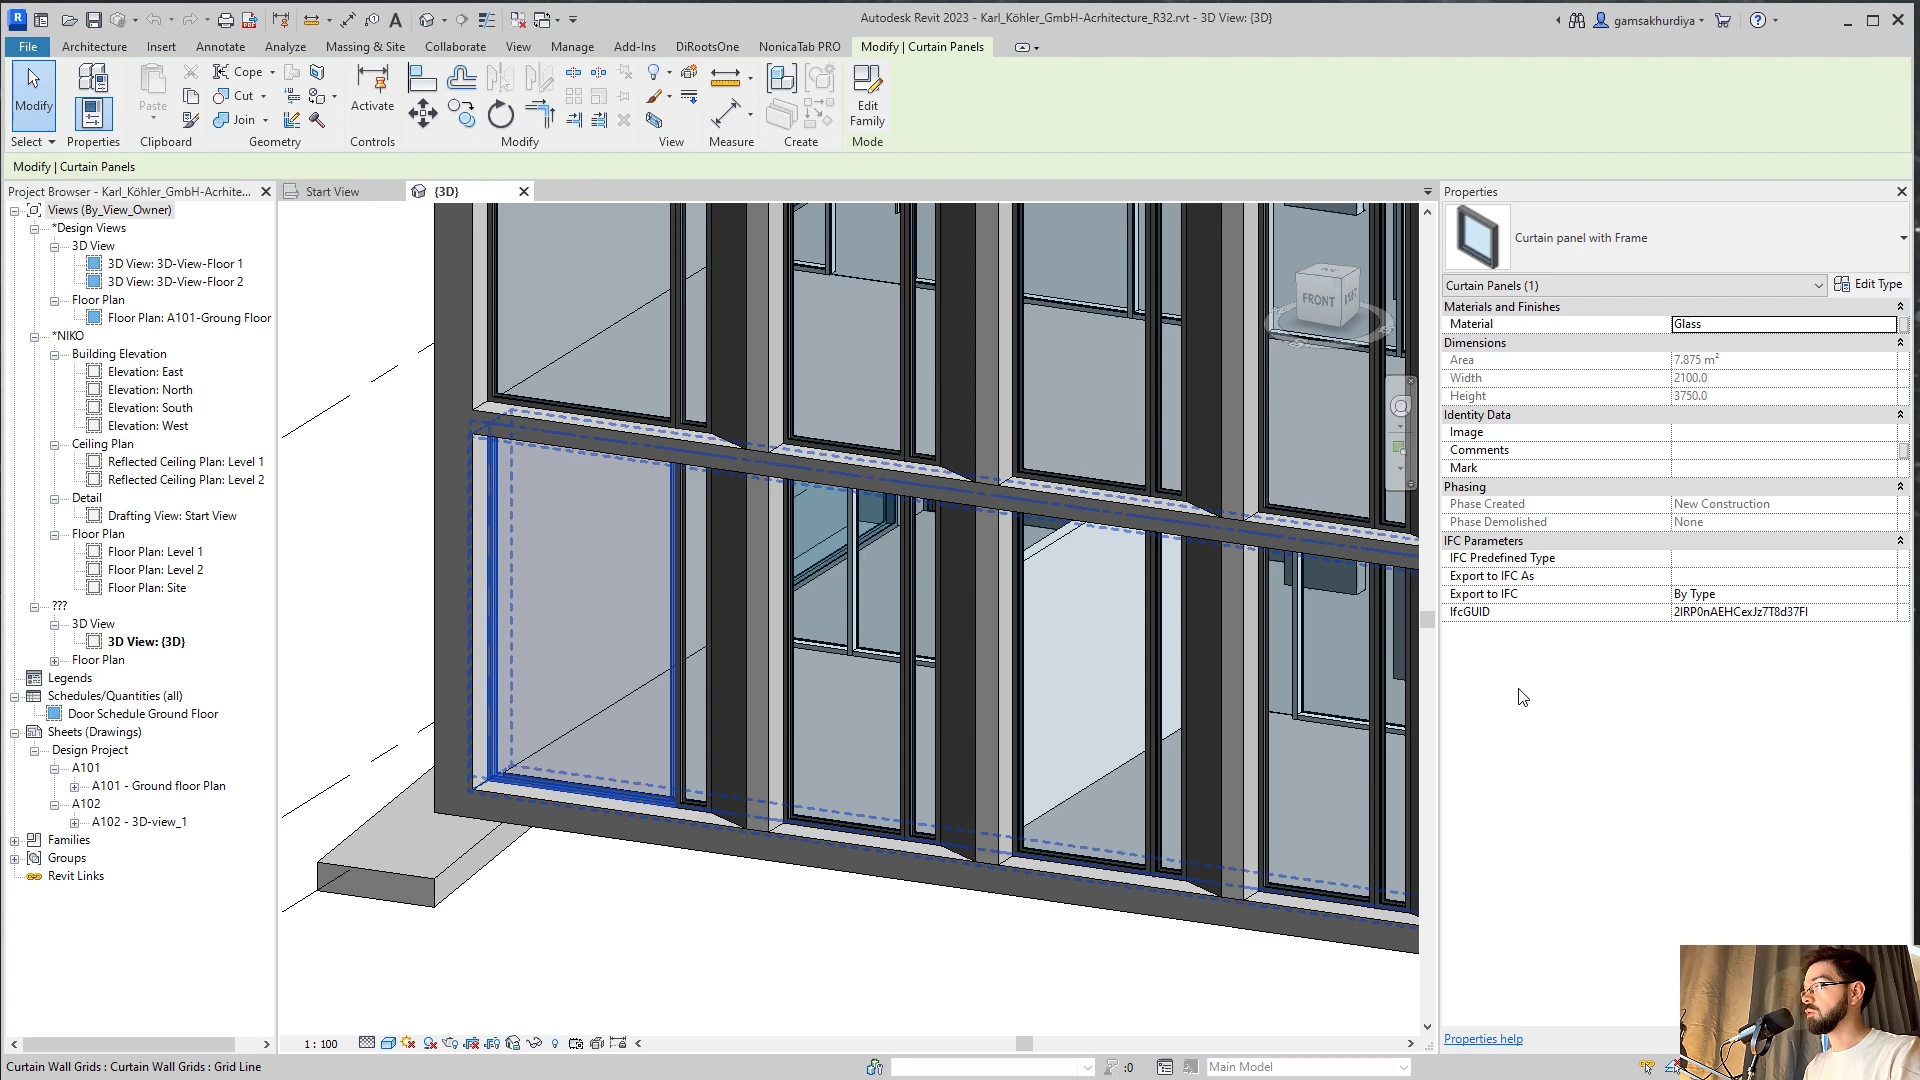 Autodesk Revit 2023 - Karl_Köhler_GmbH-Acrhitecture_R32.rvt - 3D View: {3D}
gamsakhurdiya
File
Architecture
Insert
Annotate
Analyze
Massing & Site
Collaborate
View
Manage
Add-Ins
DiRootsOne
NonicaTab PRO
Modify | Curtain Panels
Modify
Paste
Cope
Cut
Join
Activate
Edit
Family
Select
Properties
Clipboard
Geometry
Controls
Modify
View
Measure
Create
Mode
Modify | Curtain Panels
Project Browser - Karl_Köhler_GmbH-Acrhite...
Views (By_View_Owner)
*Design Views
3D View
3D View: 3D-View-Floor 1
3D View: 3D-View-Floor 2
Floor Plan
Floor Plan: A101-Groung Floor
*NIKO
Building Elevation
Elevation: East
Elevation: North
Elevation: South
Elevation: West
Ceiling Plan
Reflected Ceiling Plan: Level 1
Reflected Ceiling Plan: Level 2
Detail
Drafting View: Start View
Floor Plan
Floor Plan: Level 1
Floor Plan: Level 2
Floor Plan: Site
???
3D View
3D View: {3D}
Floor Plan
Legends
Schedules/Quantities (all)
Door Schedule Ground Floor
Sheets (Drawings)
Design Project
A101
A101 - Ground floor Plan
A102
A102 - 3D-view_1
Families
Groups
Revit Links
Start View
{3D}
FRONT
1 : 100
Properties
Curtain panel with Frame
Curtain Panels (1)
Edit Type
Materials and Finishes
Material Glass
Dimensions
Area 7.875 m²
Width 2100.0
Height 3750.0
Identity Data
Image
Comments
Mark
Phasing
Phase Created New Construction
Phase Demolished None
IFC Parameters
IFC Predefined Type
Export to IFC As
Export to IFC By Type
IfcGUID 2IRP0nAEHCexJz7T8d37FI
Properties help
Curtain Wall Grids : Curtain Wall Grids : Grid Line
:0
Main Model